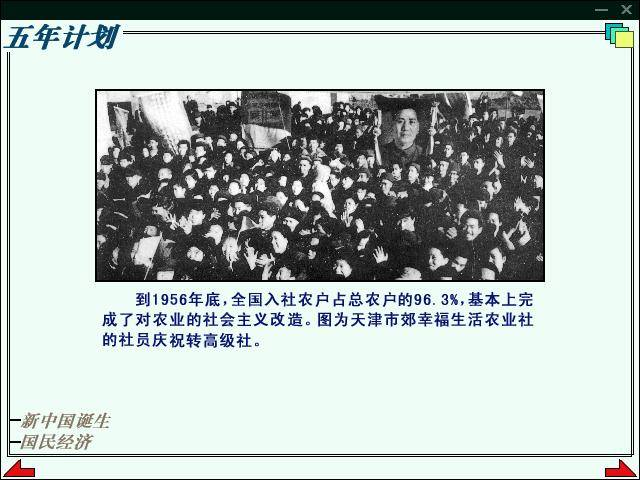 五年计划
到1956年底,全国入社农户占总农户的96.3%,基本上完
成了对农业的社会主义改造。图为天津市郊幸福生活农业社
的社员庆祝转高级社。
新中国诞生
国民经济